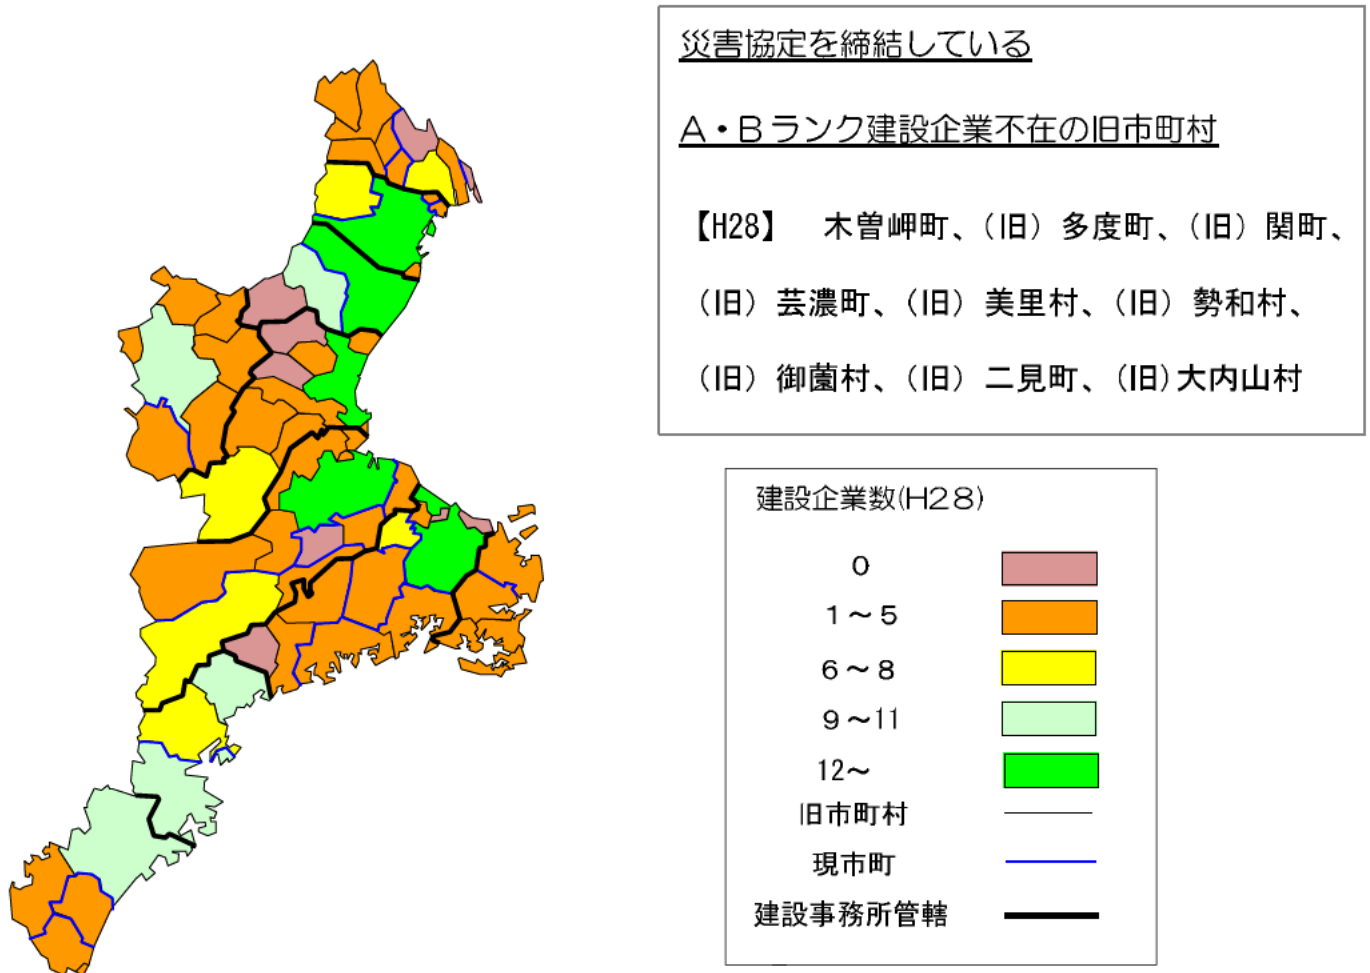 災害協定を締結している
A・Bランク建設企業不在の旧市町村
【H28】　木曽岬町、（旧）多度町、（旧）関町、
（旧）芸濃町、（旧）美里村、（旧）勢和村、
（旧）御薗村、（旧）二見町、（旧）大内山村
建設企業数(H28)
0
1～5
6～8
9～11
12～
旧市町村
現市町
建設事務所管轄